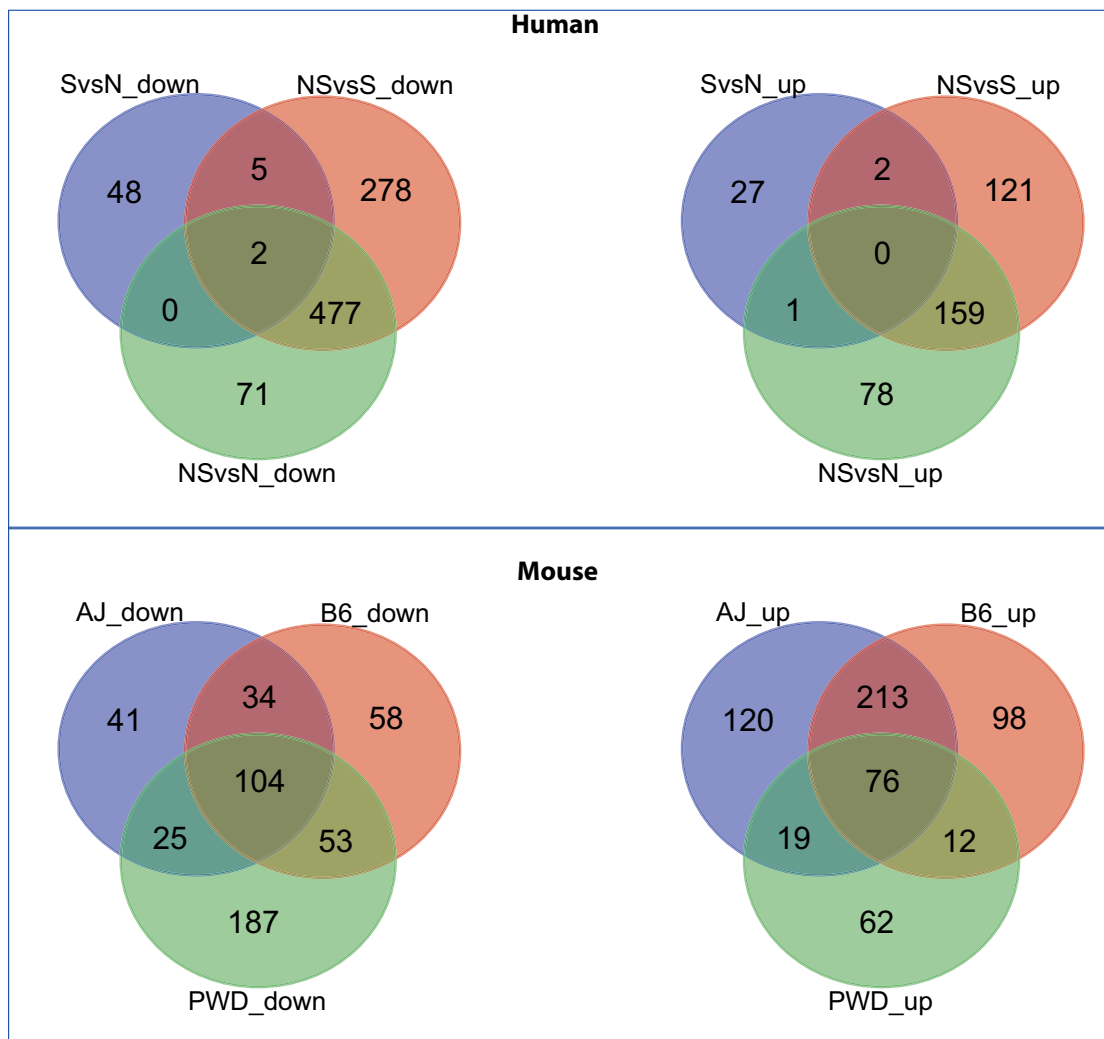 Human
SvsN_down NSvsS_down
5
48 278
2
0 477
71
NSvsN_down
SvsN_up NSvsS_up
2
27 121
0
1 159
78
NSvsN_up
Mouse
AJ_down B6_down
34
41 58
104
25 53
187
PWD_down
AJ_up B6_up
213
120 98
76
19 12
62
PWD_up